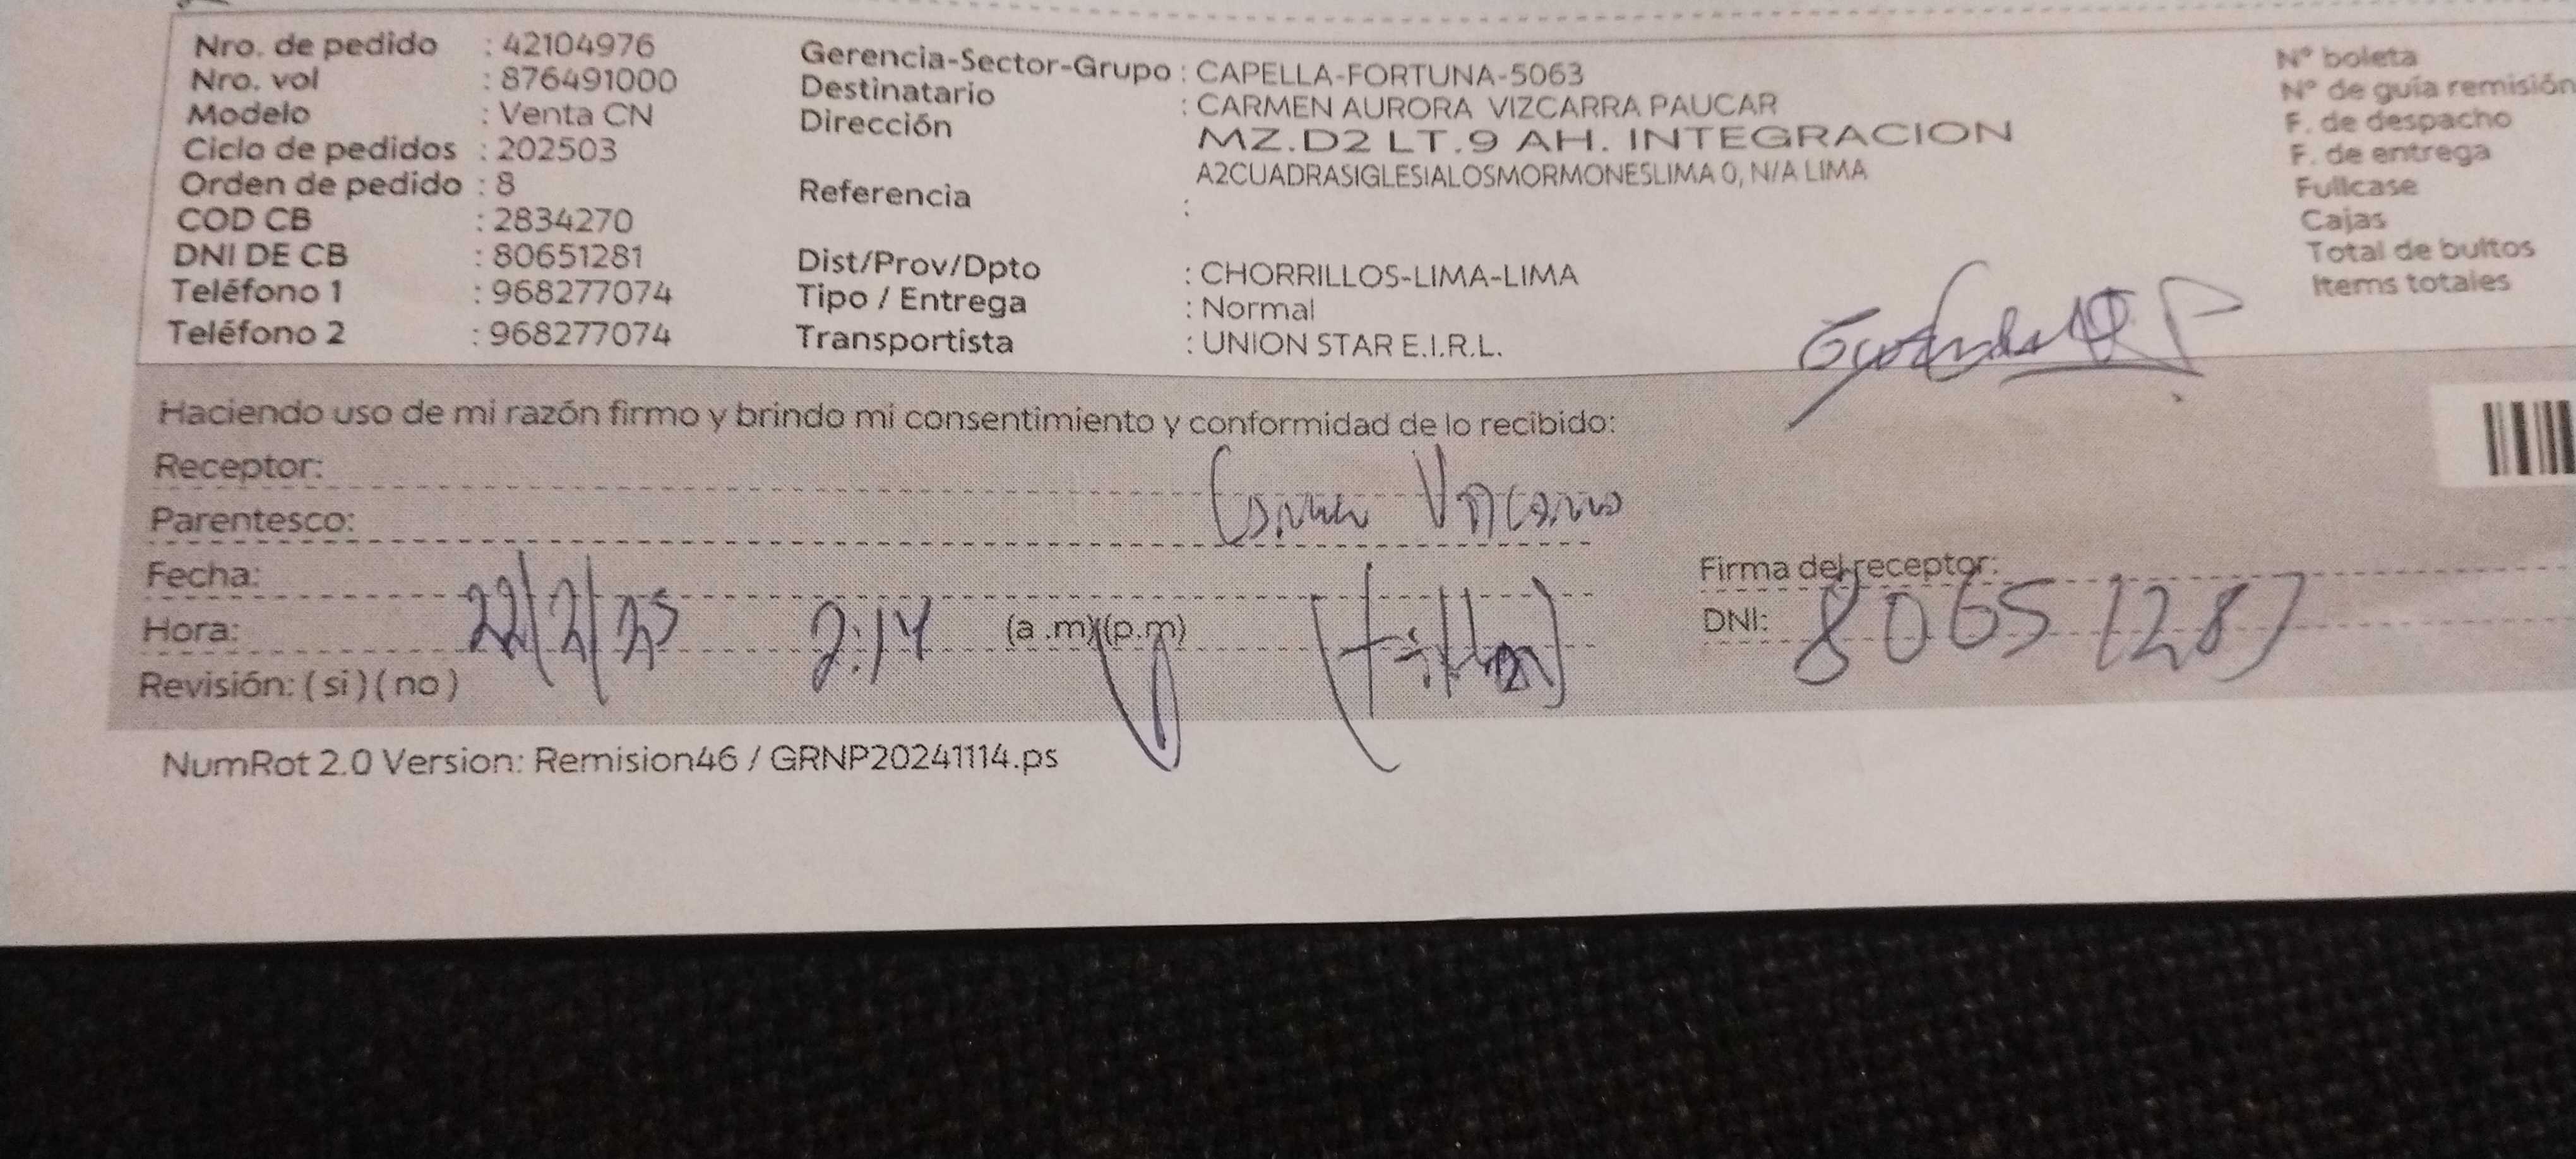 Nro. de pedido : 42104976
Nro. vol : 876491000
Modelo : Venta CN
Ciclo de pedidos : 202503
Orden de pedido : 8
COD CB : 2834270
DNI DE CB : 80651281
Teléfono 1 : 968277074
Teléfono 2 : 968277074
Gerencia-Sector-Grupo : CAPELLA-FORTUNA-5063
Destinatario : CARMEN AURORA VIZCARRA PAUCAR
Dirección MZ.D2 LT.9 AH. INTEGRACION
A2CUADRASIGLESIALOSMORMONESLIMA 0, N/A LIMA
Referencia :
Dist/Prov/Dpto : CHORRILLOS-LIMA-LIMA
Tipo / Entrega : Normal
Transportista : UNION STAR E.I.R.L.
N° boleta
N° de guía remisión
F. de despacho
F. de entrega
Fullcase
Cajas
Total de bultos
Items totales
Haciendo uso de mi razón firmo y brindo mi consentimiento y conformidad de lo recibido:
Receptor:
Parentesco: Carmen Vizcarra
Fecha:
Hora: 22/2/25 2:14 (a .m)(p.m)
Revisión: ( si ) ( no )
Firma del receptor:
DNI: 80651281
NumRot 2.0 Version: Remision46 / GRNP20241114.ps